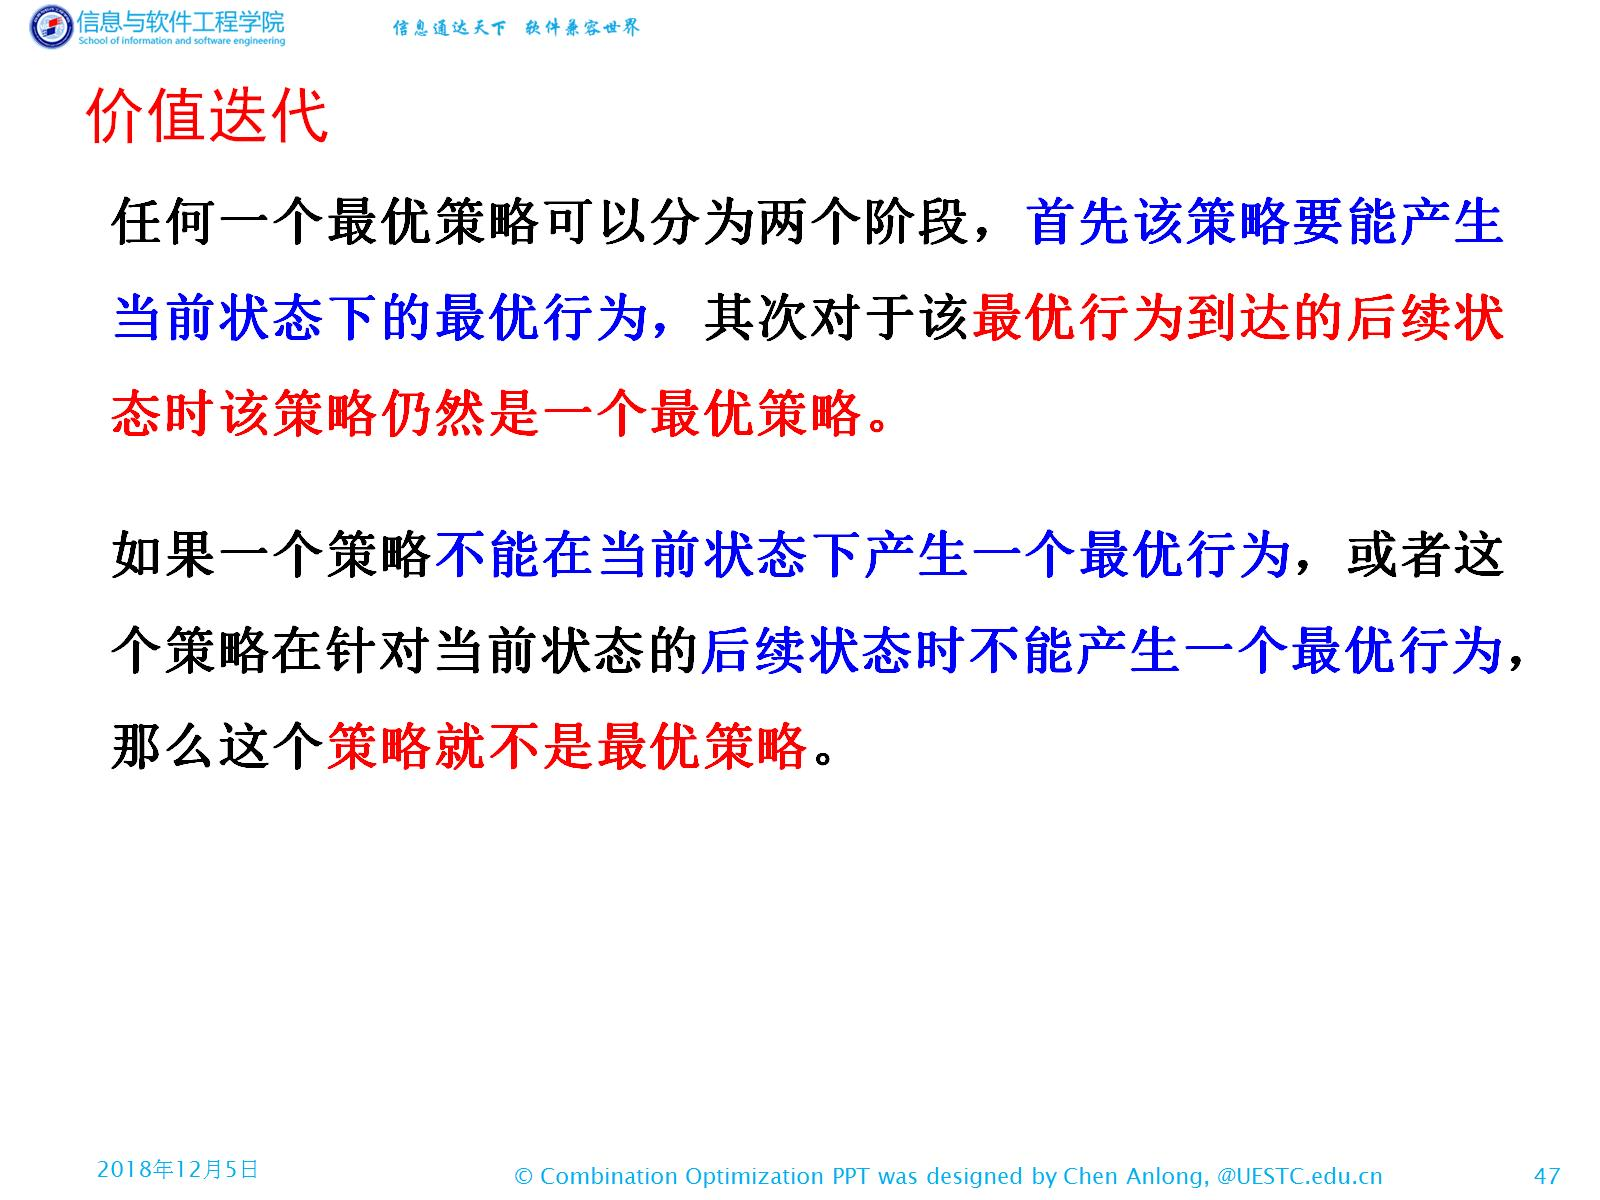 信息与软件工程学院
School of information and software engineering
信息通达天下 软件兼容世界
价值迭代
任何一个最优策略可以分为两个阶段，首先该策略要能产生
当前状态下的最优行为，其次对于该最优行为到达的后续状
态时该策略仍然是一个最优策略。
如果一个策略不能在当前状态下产生一个最优行为，或者这
个策略在针对当前状态的后续状态时不能产生一个最优行为，
那么这个策略就不是最优策略。
2018年12月5日
© Combination Optimization PPT was designed by Chen Anlong, @UESTC.edu.cn
47